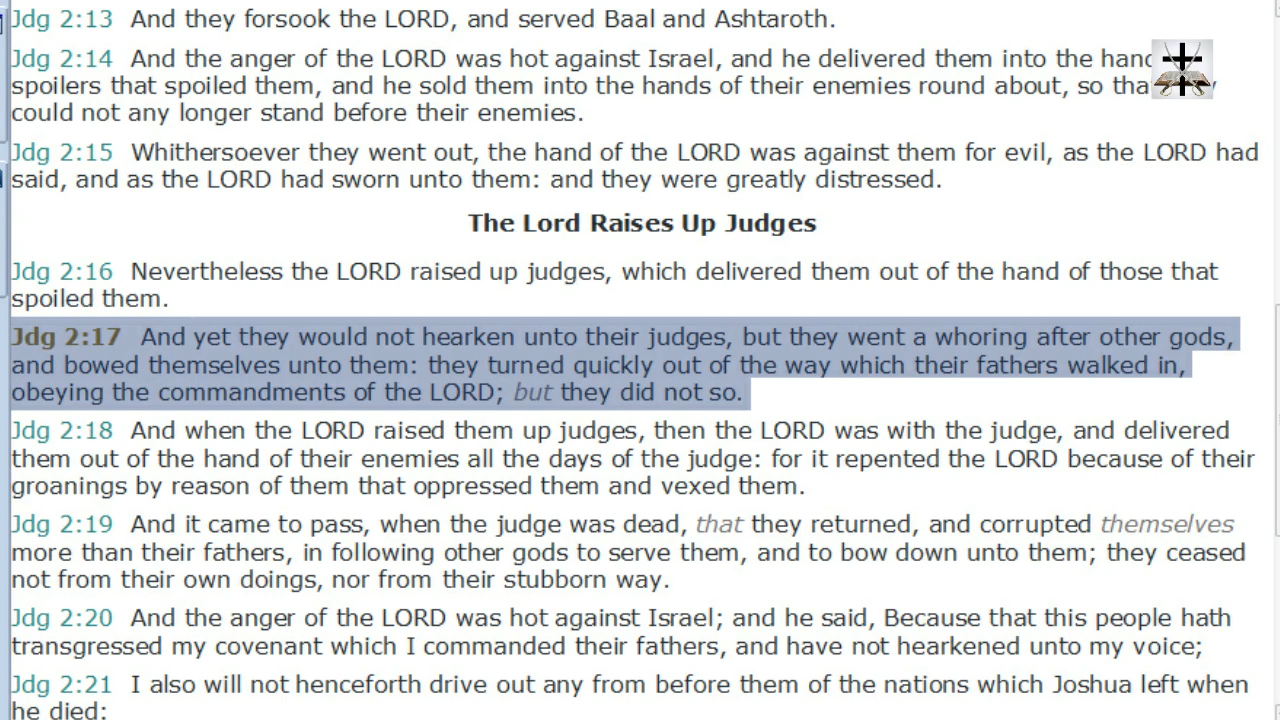 Jdg 2:13 And they forsook the LORD, and served Baal and Ashtaroth.
Jdg 2:14 And the anger of the LORD was hot against Israel, and he delivered them into the
spoilers that spoiled them, and he sold them into the hands of their enemies round about, so
could not any longer stand before their enemies.
Jdg 2:15 Whithersoever they went out, the hand of the LORD was against them for evil, as the LORD had
said, and as the LORD had sworn unto them: and they were greatly distressed.
The Lord Raises Up Judges
Jdg 2:16 Nevertheless the LORD raised up judges, which delivered them out of the hand of those that
spoiled them.
Jdg 2:17 And yet they would not hearken unto their judges, but they went a whoring after other gods,
and bowed themselves unto them: they turned quickly out of the way which their fathers walked in,
obeying the commandments of the LORD; but they did not so.
Jdg 2:18 And when the LORD raised them up judges, then the LORD was with the judge, and delivered
them out of the hand of their enemies all the days of the judge: for it repented the LORD because of their
groanings by reason of them that oppressed them and vexed them.
Jdg 2:19 And it came to pass, when the judge was dead, that they returned, and corrupted themselves
more than their fathers, in following other gods to serve them, and to bow down unto them; they ceased
not from their own doings, nor from their stubborn way.
Jdg 2:20 And the anger of the LORD was hot against Israel; and he said, Because that this people hath
transgressed my covenant which I commanded their fathers, and have not hearkened unto my voice;
Jdg 2:21 I also will not henceforth drive out any from before them of the nations which Joshua left when
he died: